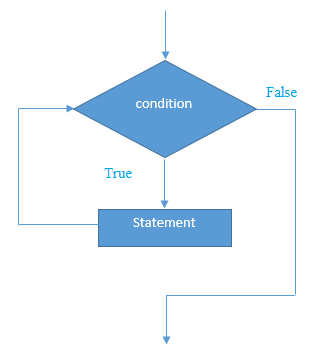 condition
False
True
Statement